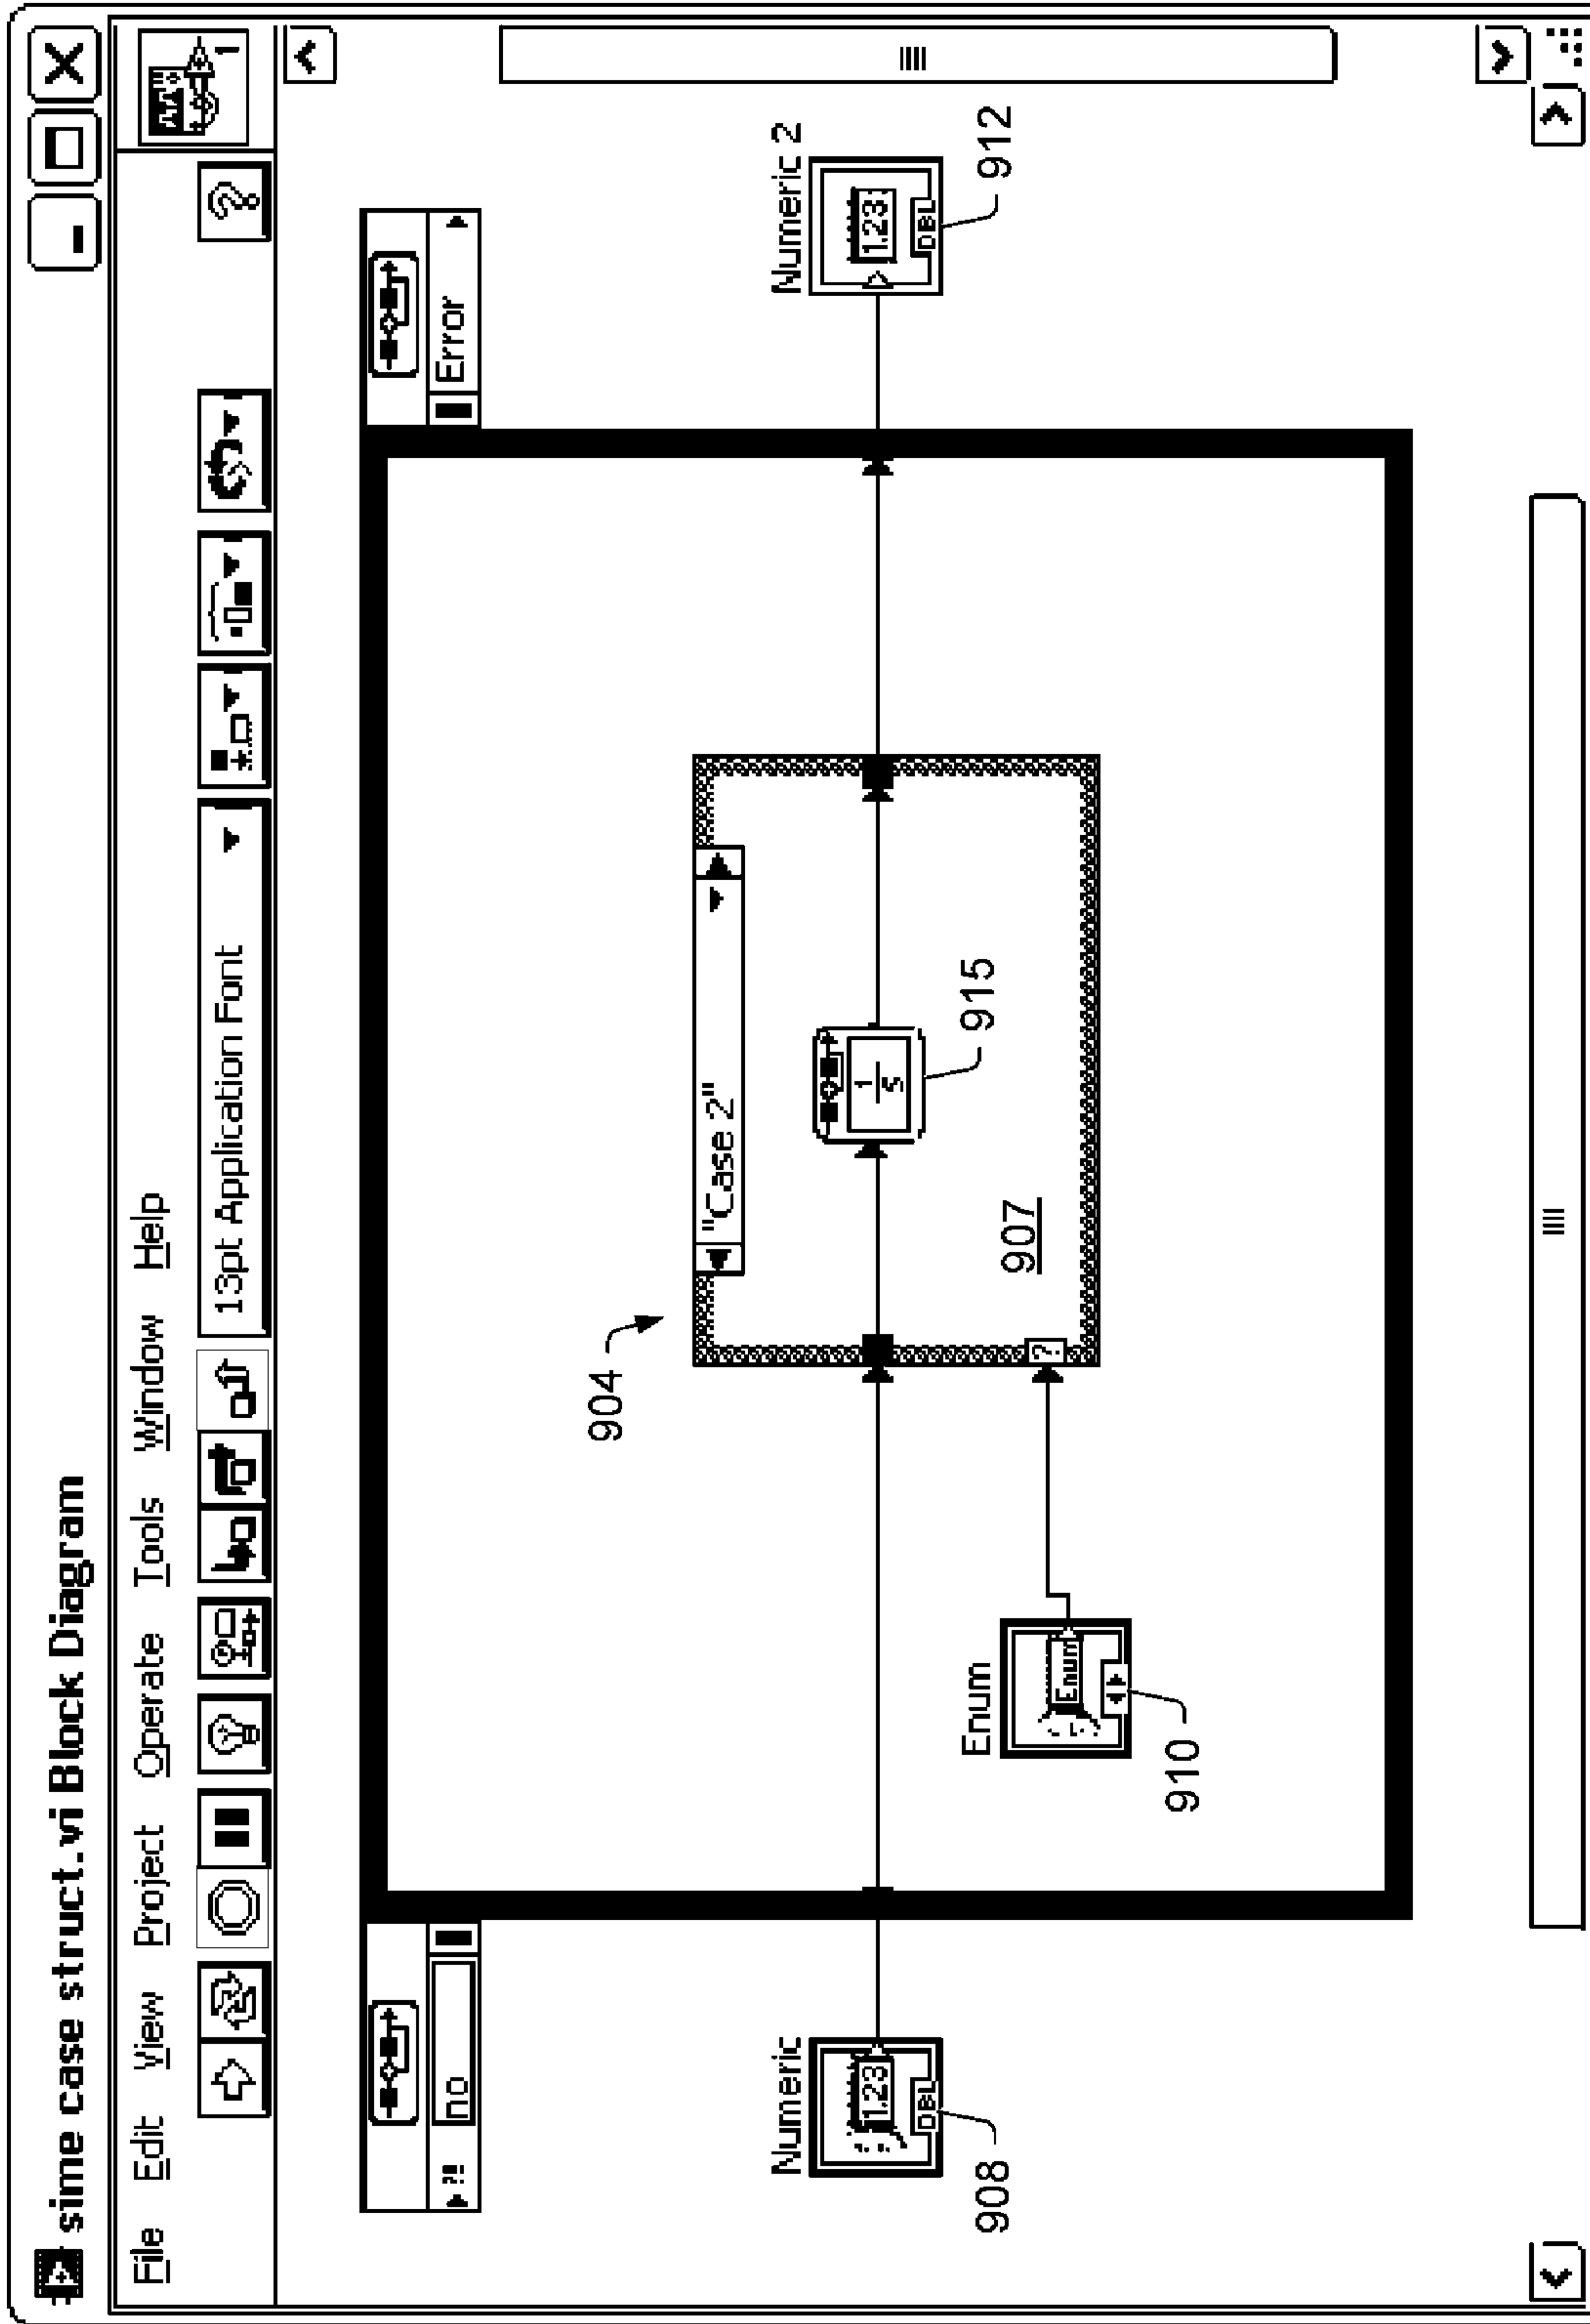 sime case struct.vi Block Diagram
File Edit View Project Operate Tools Window Help
13pt Application Font
?
1
?!
no
Error
904
"Case 2"
Numeric
1.23
DBL
908
1
s
915
Numeric 2
1.23
DBL
912
907
?
Enum
Enum
910